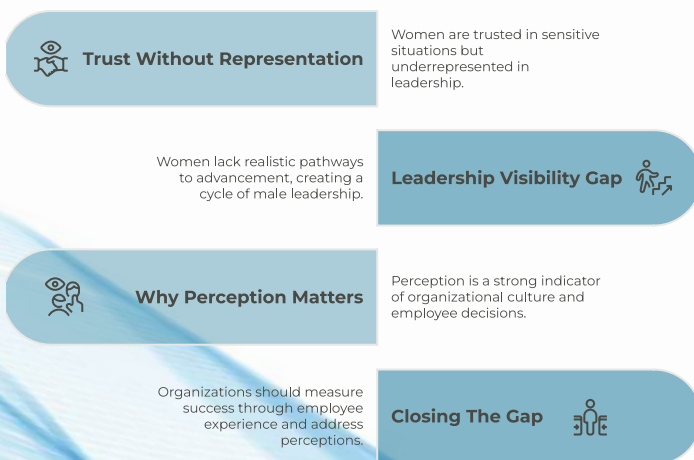 Trust Without Representation
Women are trusted in sensitive
situations but
underrepresented in
leadership.
Women lack realistic pathways
to advancement, creating a
cycle of male leadership.
Leadership Visibility Gap
Why Perception Matters
Perception is a strong indicator
of organizational culture and
employee decisions.
Organizations should measure
success through employee
experience and address
perceptions.
Closing The Gap